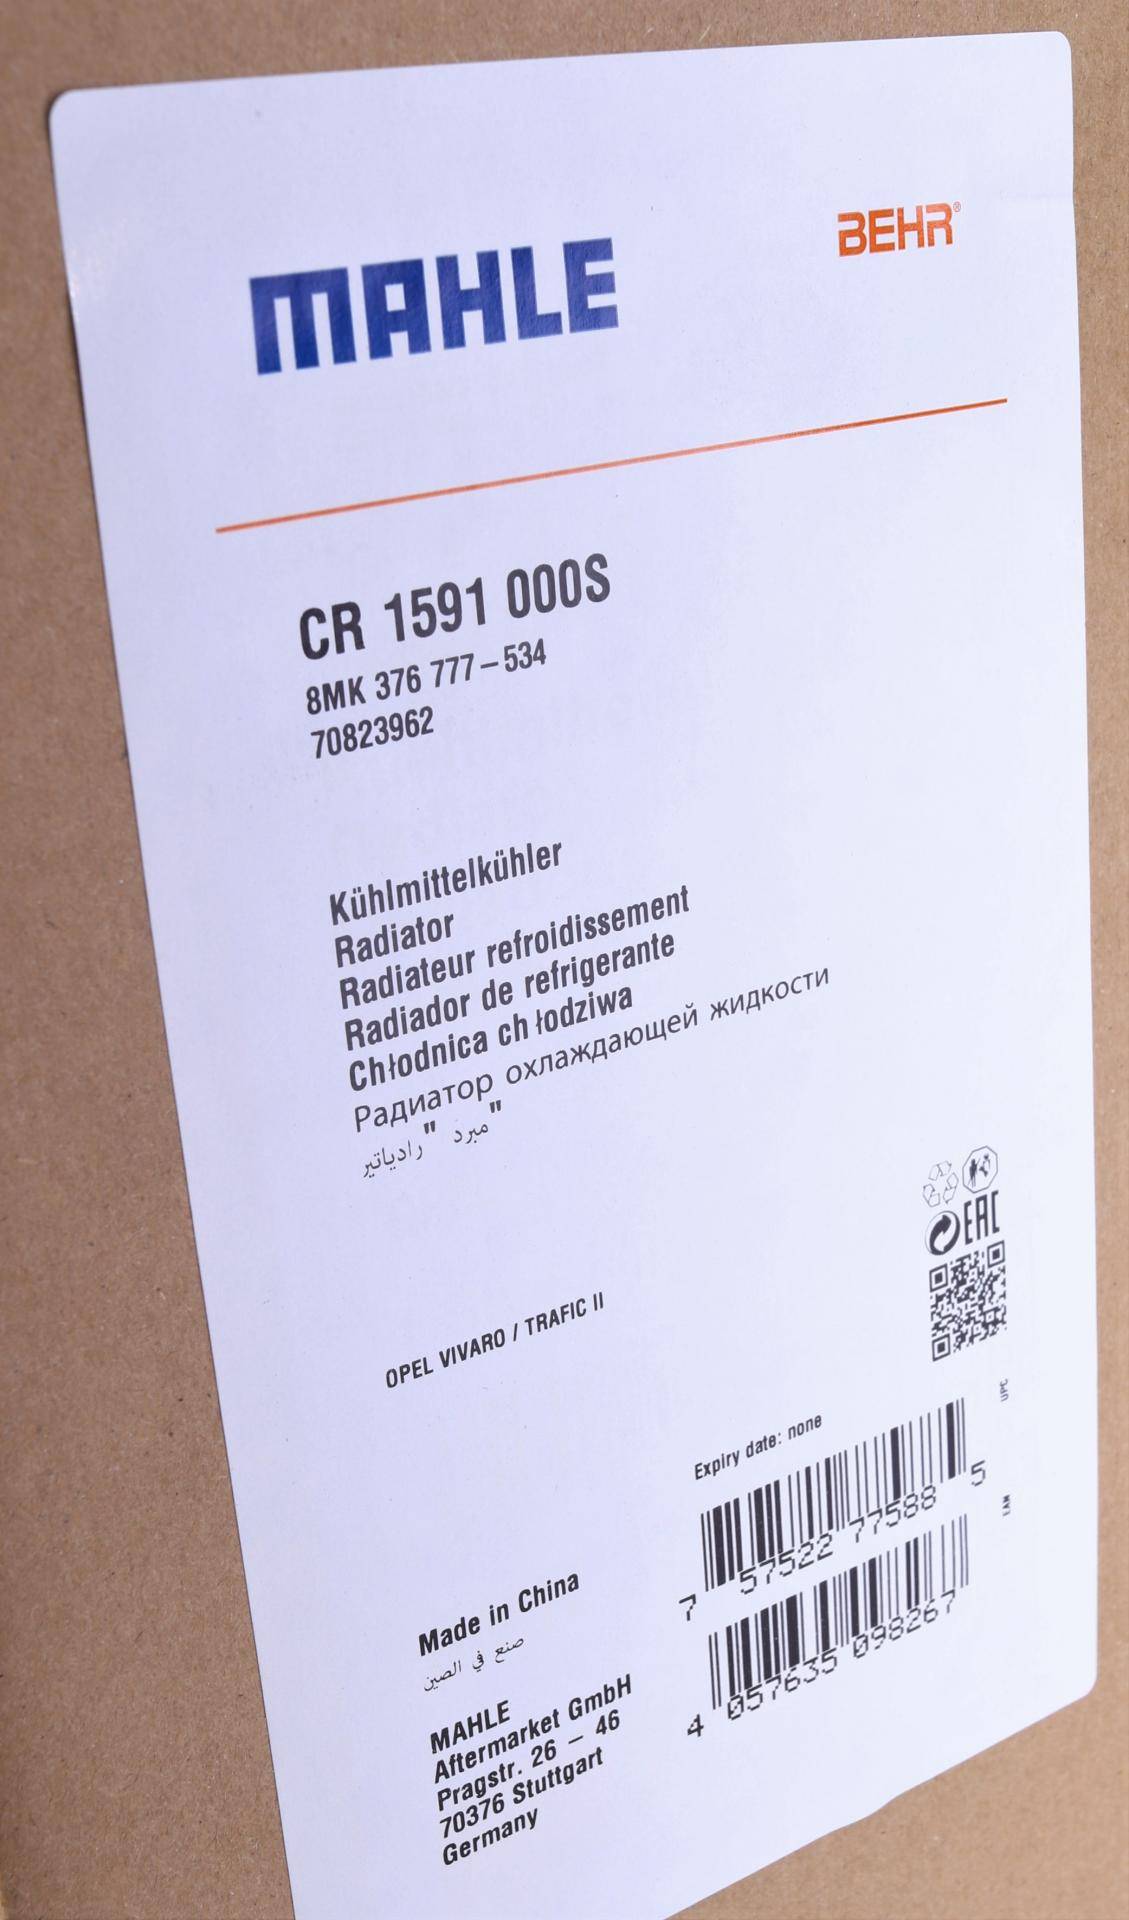 MAHLE
BEHR®
CR 1591 000S
8MK 376 777-534
70823962
Kühlmittelkühler
Radiator
Radiateur refroidissement
Radiador de refrigerante
Chłodnica chłodziwa
Радиатор охлаждающей жидкости
مبرد "رادياتير"
EAC
OPEL VIVARO / TRAFIC II
UPC
Expiry date: none
7 57522 77588 5
EAN
4 057635 098267
Made in China
صنع في الصين
MAHLE
Aftermarket GmbH
Pragstr. 26 - 46
70376 Stuttgart
Germany